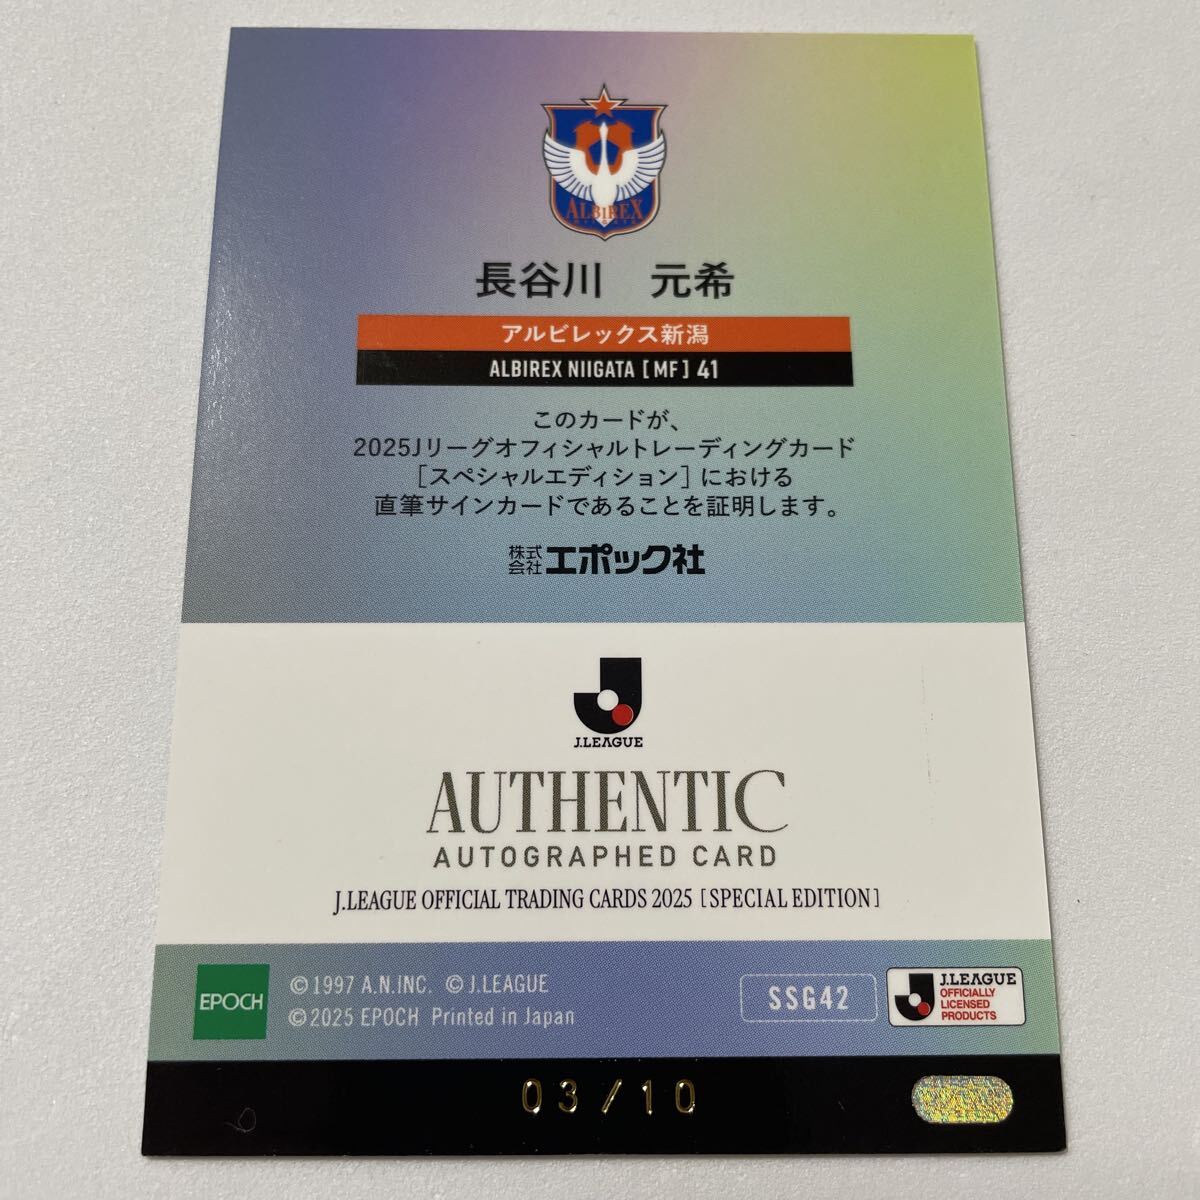 ALBIREX
NIIGATA
長谷川 元希
アルビレックス新潟
ALBIREX NIIGATA [MF] 41
このカードが、
2025Jリーグオフィシャルトレーディングカード
[スペシャルエディション]における
直筆サインカードであることを証明します。
株式会社エポック社
J.LEAGUE
AUTHENTIC
AUTOGRAPHED CARD
J.LEAGUE OFFICIAL TRADING CARDS 2025 [SPECIAL EDITION]
EPOCH
©1997 A.N.INC. © J.LEAGUE
©2025 EPOCH Printed in Japan
SSG42
J.LEAGUE
OFFICIALLY
LICENSED
PRODUCTS
03/10